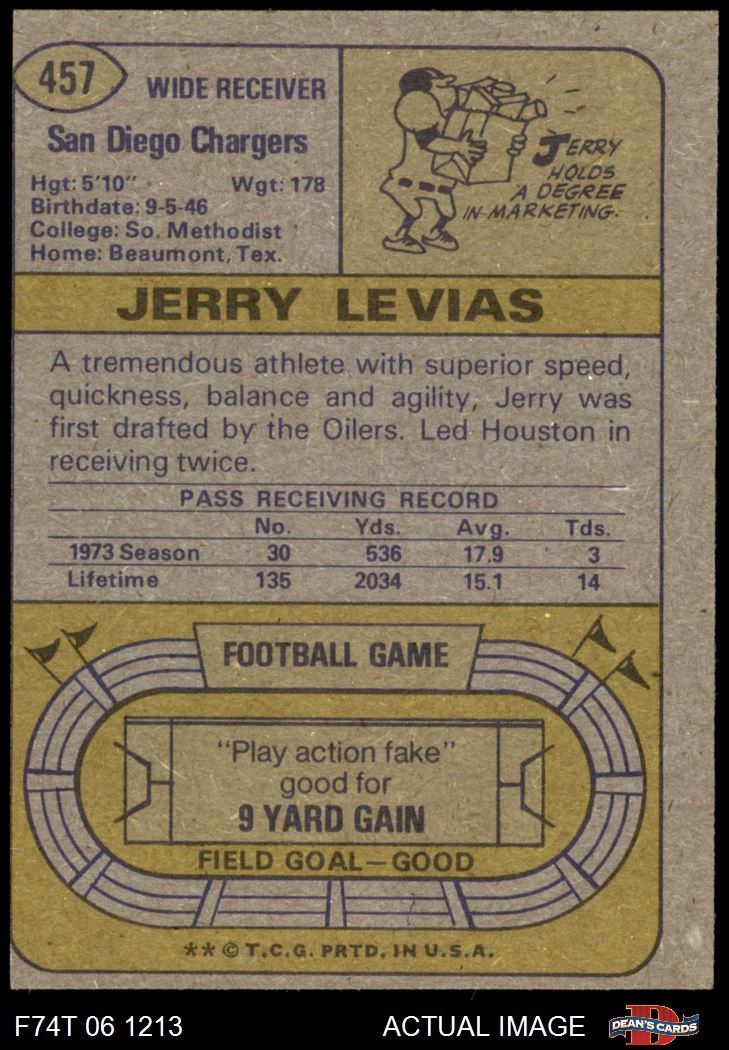 457
WIDE RECEIVER
San Diego Chargers
Hgt: 5'10" Wgt: 178
Birthdate: 9-5-46
College: So. Methodist
Home: Beaumont, Tex.
JERRY
HOLDS
A DEGREE
IN MARKETING.
JERRY LEVIAS
A tremendous athlete with superior speed,
quickness, balance and agility, Jerry was
first drafted by the Oilers. Led Houston in
receiving twice.
PASS RECEIVING RECORD
No. Yds. Avg. Tds.
1973 Season 30 536 17.9 3
Lifetime 135 2034 15.1 14
FOOTBALL GAME
"Play action fake"
good for
9 YARD GAIN
FIELD GOAL—GOOD
** © T.C.G. PRTD. IN U.S.A.
F74T 06 1213 ACTUAL IMAGE
D
DEAN'S CARDS